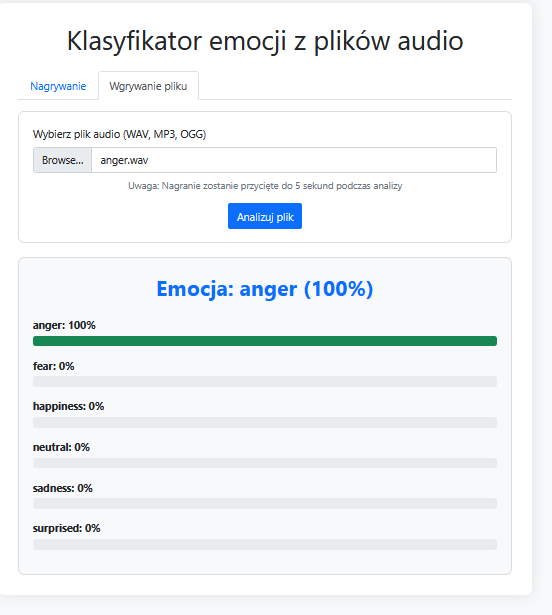 Klasyfikator emocji z plików audio
Nagrywanie
Wgrywanie pliku
Wybierz plik audio (WAV, MP3, OGG)
Browse... anger.wav
Uwaga: Nagranie zostanie przycięte do 5 sekund podczas analizy
Analizuj plik
Emocja: anger (100%)
anger: 100%
fear: 0%
happiness: 0%
neutral: 0%
sadness: 0%
surprised: 0%